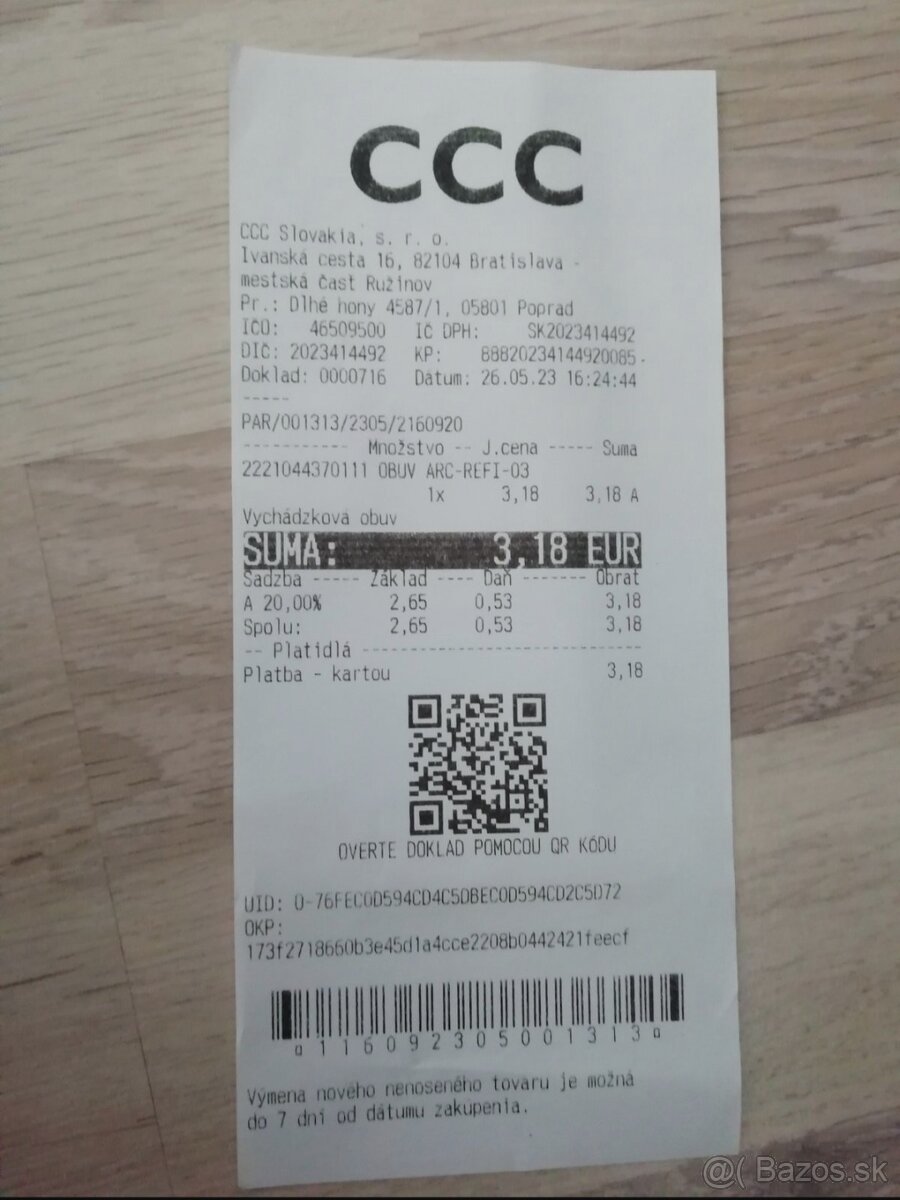 CCC
CCC Slovakia, s. r. o.
Ivanská cesta 16, 82104 Bratislava -
mestská časť Ružinov
Pr.: Dlhé hony 4587/1, 05801 Poprad
IČO: 46509500 IČ DPH: SK2023414492
DIČ: 2023414492 KP: 88820234144920085-
Doklad: 0000716 Dátum: 26.05.23 16:24:44
-----
PAR/001313/2305/2160920
----------- Množstvo -- J.cena ----- Suma
2221044370111 OBUV ARC-REFI-03
1x 3,18 3,18 A
Vychádzková obuv
SUMA: 3,18 EUR
Sadzba ----- Základ ---- Daň ------- Obrat
A 20,00% 2,65 0,53 3,18
Spolu: 2,65 0,53 3,18
-- Platidlá ----------------------------
Platba - kartou 3,18
OVERTE DOKLAD POMOCOU QR KóDU
UID: O-76FEC0D594CD4C5DBEC0D594CD2C5D72
OKP:
173f2718660b3e45d1a4cce2208b0442421feecf
a116092305001313a
Výmena nového nenoseného tovaru je možná
do 7 dní od dátumu zakúpenia.
@( Bazos.sk